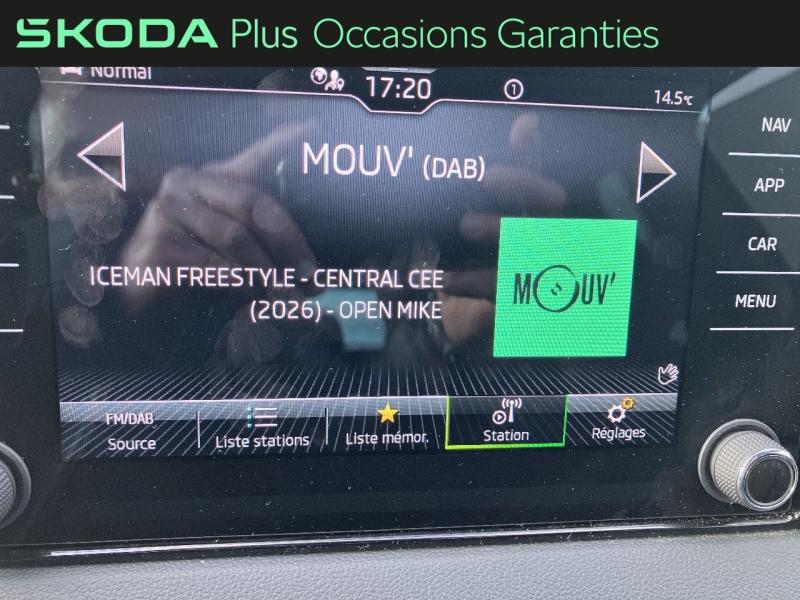 SKODA Plus Occasions Garanties
Normal
17:20
1
14.5°C
MOUV' (DAB)
NAV
APP
CAR
MENU
ICEMAN FREESTYLE - CENTRAL CEE
(2026) - OPEN MIKE
MOUV'
FM/DAB
Source
Liste stations
Liste mémor.
Station
Réglages